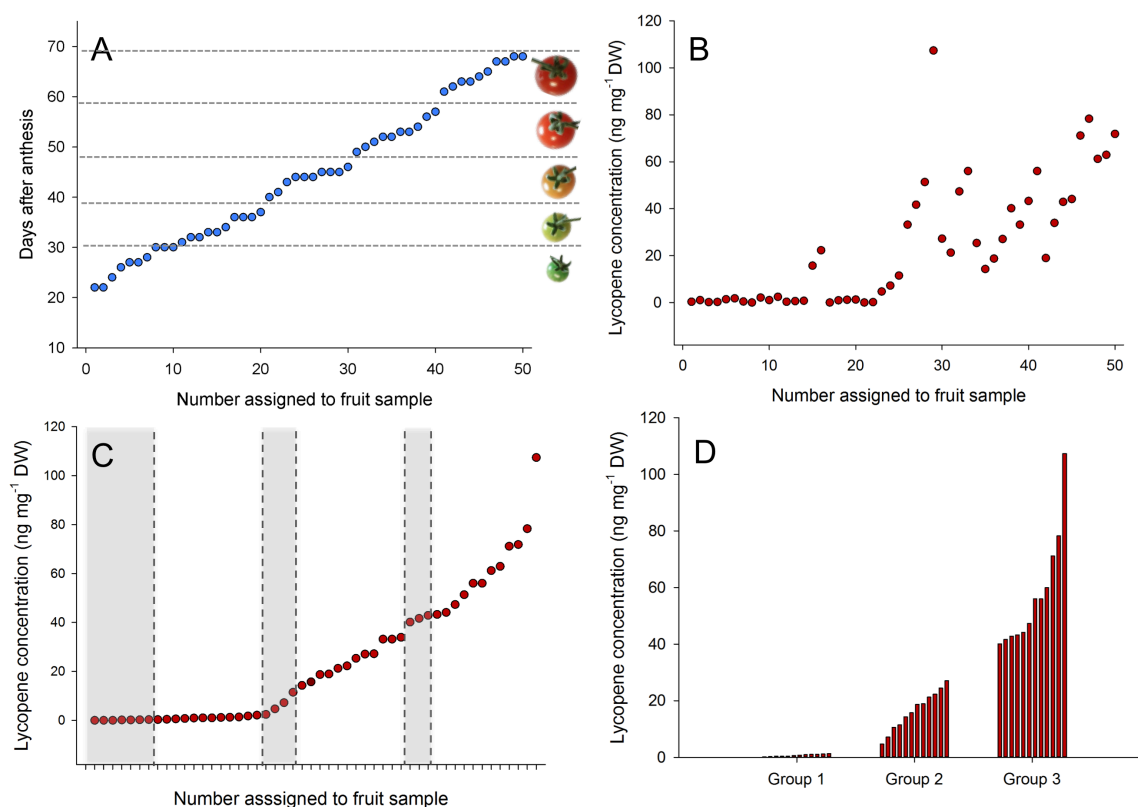 A
Days after anthesis
70
60
50
40
30
20
10
0 10 20 30 40 50
Number assigned to fruit sample
B
Lycopene concentration (ng mg-1 DW)
120
100
80
60
40
20
0
0 10 20 30 40 50
Number assigned to fruit sample
C
Lycopene concentration (ng mg-1 DW)
120
100
80
60
40
20
0
Number asssigned to fruit sample
D
Lycopene concentration (ng mg-1 DW)
120
100
80
60
40
20
0
Group 1 Group 2 Group 3